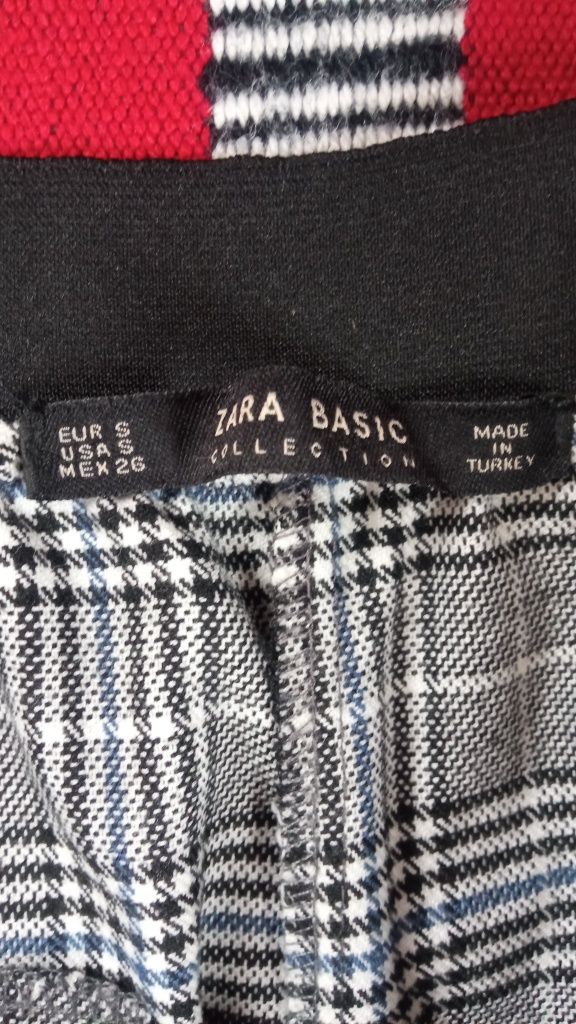 EUR S
USA S
MEX 26
ZARA BASIC
COLLECTION
MADE
IN
TURKEY